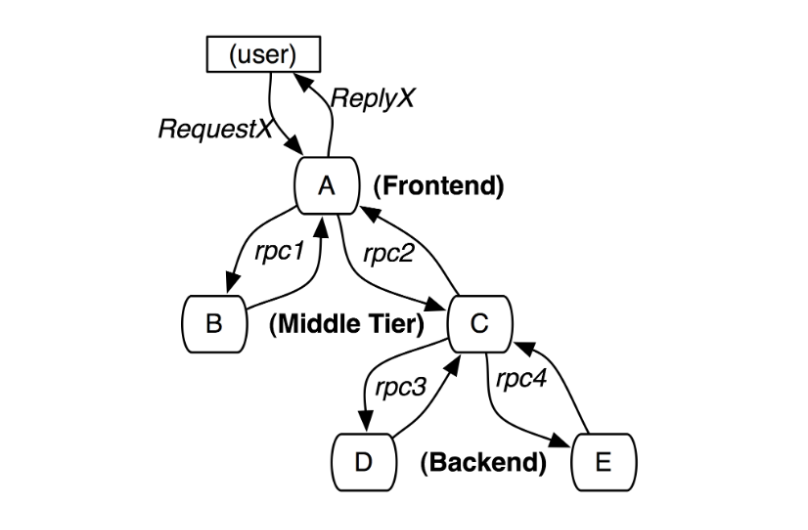 (user)
ReplyX
RequestX
A (Frontend)
rpc1 rpc2
B (Middle Tier) C
rpc3 rpc4
D (Backend) E